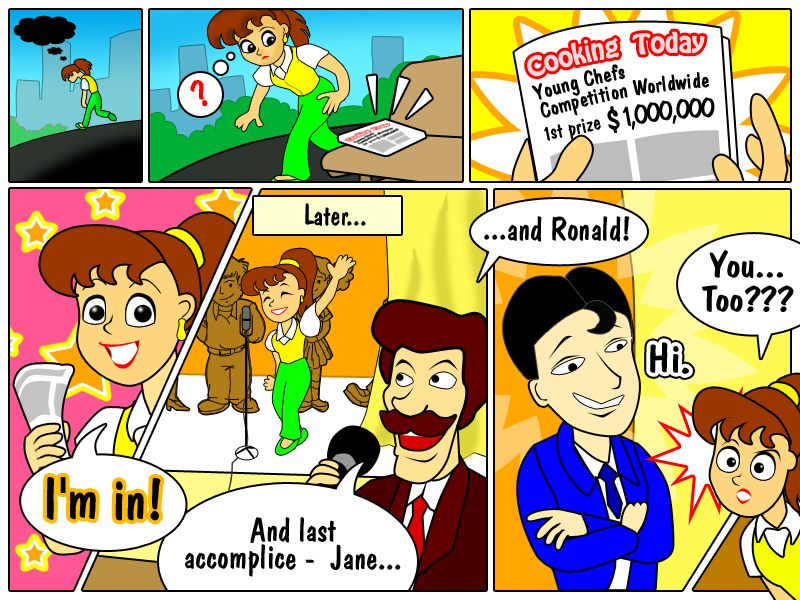 ?
Cooking Today
Young Chefs
Competition Worldwide
1st prize $1,000,000
I'm in!
Later...
And last
accomplice - Jane...
...and Ronald!
Hi.
You...
Too???